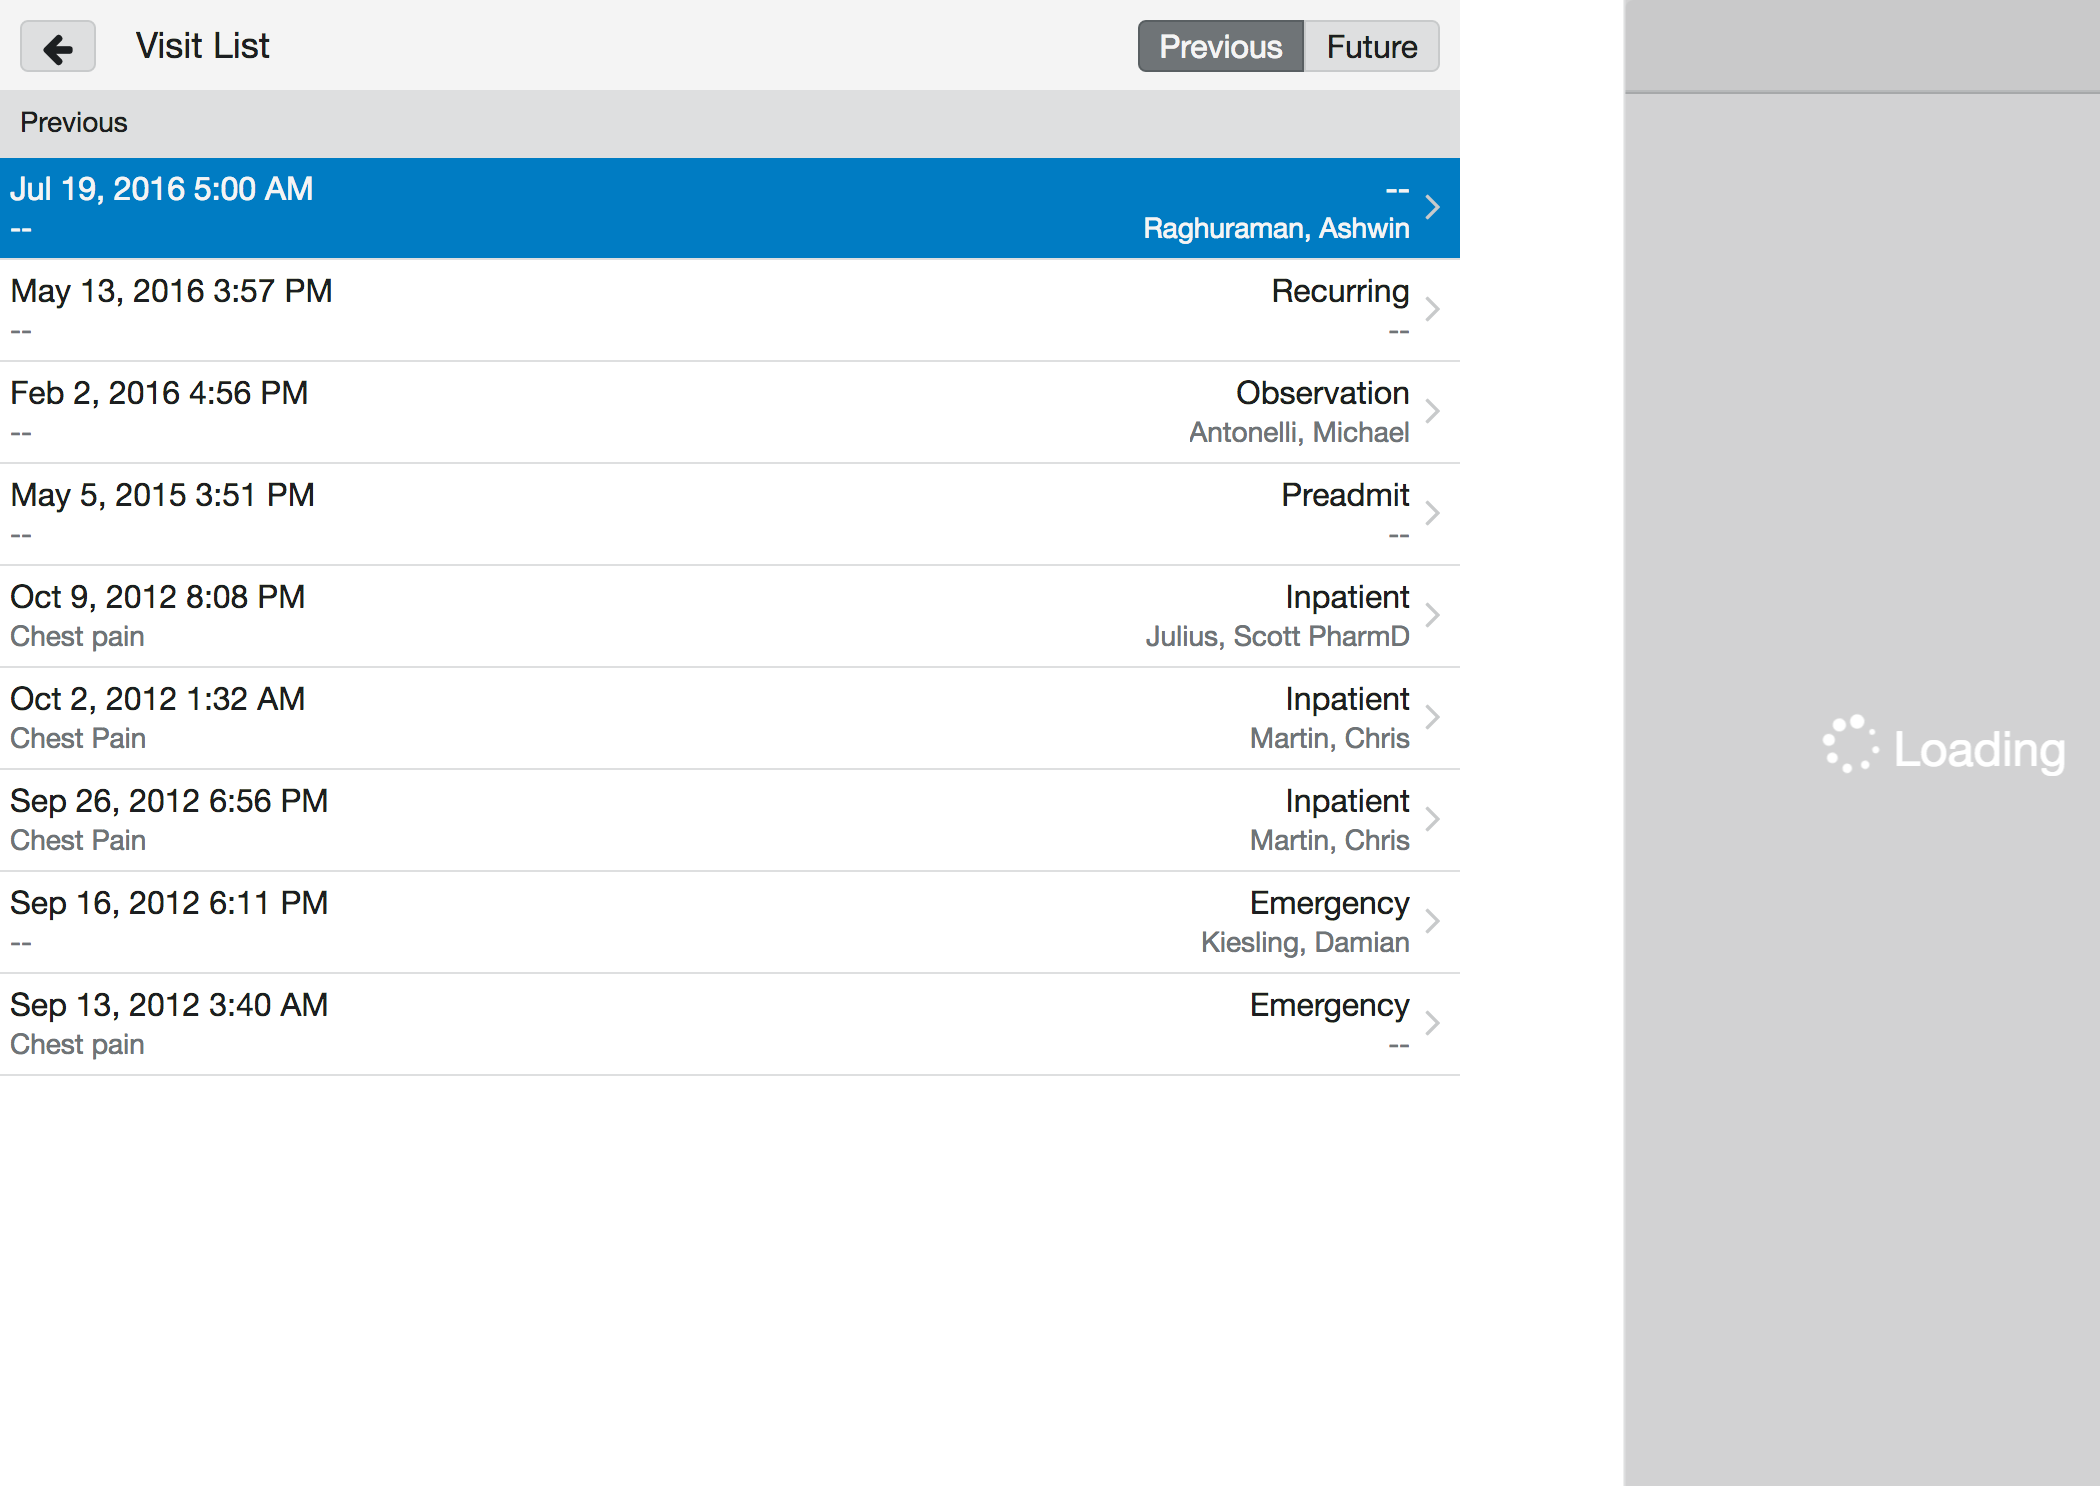 Visit List
Previous Future
Previous
Jul 19, 2016 5:00 AM --
-- Raghuraman, Ashwin
May 13, 2016 3:57 PM Recurring
-- --
Feb 2, 2016 4:56 PM Observation
-- Antonelli, Michael
May 5, 2015 3:51 PM Preadmit
-- --
Oct 9, 2012 8:08 PM Inpatient
Chest pain Julius, Scott PharmD
Oct 2, 2012 1:32 AM Inpatient
Chest Pain Martin, Chris
Sep 26, 2012 6:56 PM Inpatient
Chest Pain Martin, Chris
Sep 16, 2012 6:11 PM Emergency
-- Kiesling, Damian
Sep 13, 2012 3:40 AM Emergency
Chest pain --
Loading